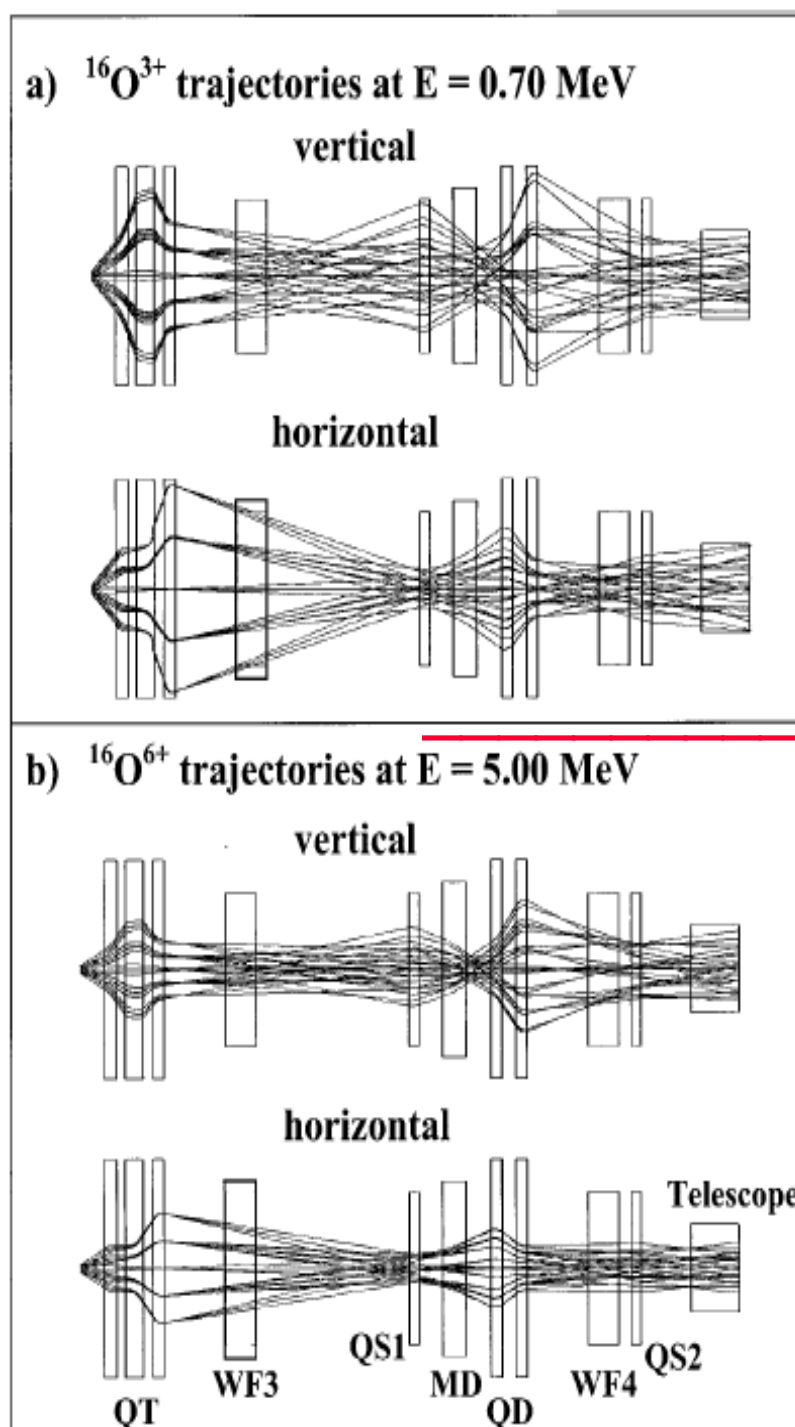 a) ¹⁶O³⁺ trajectories at E = 0.70 MeV
vertical
horizontal
b) ¹⁶O⁶⁺ trajectories at E = 5.00 MeV
vertical
horizontal
Telescope
QS1
QS2
WF3
MD
WF4
QT
QD